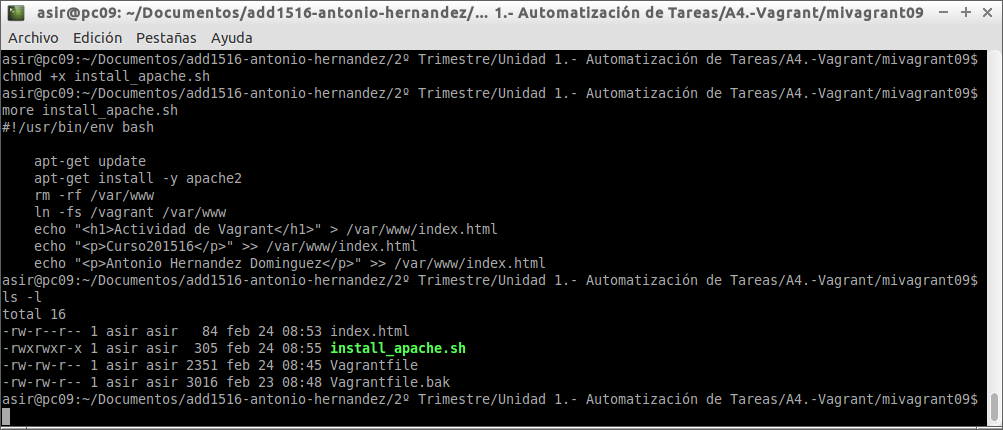 asir@pc09: ~/Documentos/add1516-antonio-hernandez/... 1.- Automatización de Tareas/A4.-Vagrant/mivagrant09
Archivo Edición Pestañas Ayuda
asir@pc09:~/Documentos/add1516-antonio-hernandez/2º Trimestre/Unidad 1.- Automatización de Tareas/A4.-Vagrant/mivagrant09$
chmod +x install_apache.sh
asir@pc09:~/Documentos/add1516-antonio-hernandez/2º Trimestre/Unidad 1.- Automatización de Tareas/A4.-Vagrant/mivagrant09$
more install_apache.sh
#!/usr/bin/env bash
    apt-get update
    apt-get install -y apache2
    rm -rf /var/www
    ln -fs /vagrant /var/www
    echo "<h1>Actividad de Vagrant</h1>" > /var/www/index.html
    echo "<p>Curso201516</p>" >> /var/www/index.html
    echo "<p>Antonio Hernandez Dominguez</p>" >> /var/www/index.html
asir@pc09:~/Documentos/add1516-antonio-hernandez/2º Trimestre/Unidad 1.- Automatización de Tareas/A4.-Vagrant/mivagrant09$
ls -l
total 16
-rw-r--r-- 1 asir asir   84 feb 24 08:53 index.html
-rwxrwxr-x 1 asir asir  305 feb 24 08:55 install_apache.sh
-rw-rw-r-- 1 asir asir 2351 feb 24 08:45 Vagrantfile
-rw-rw-r-- 1 asir asir 3016 feb 23 08:48 Vagrantfile.bak
asir@pc09:~/Documentos/add1516-antonio-hernandez/2º Trimestre/Unidad 1.- Automatización de Tareas/A4.-Vagrant/mivagrant09$